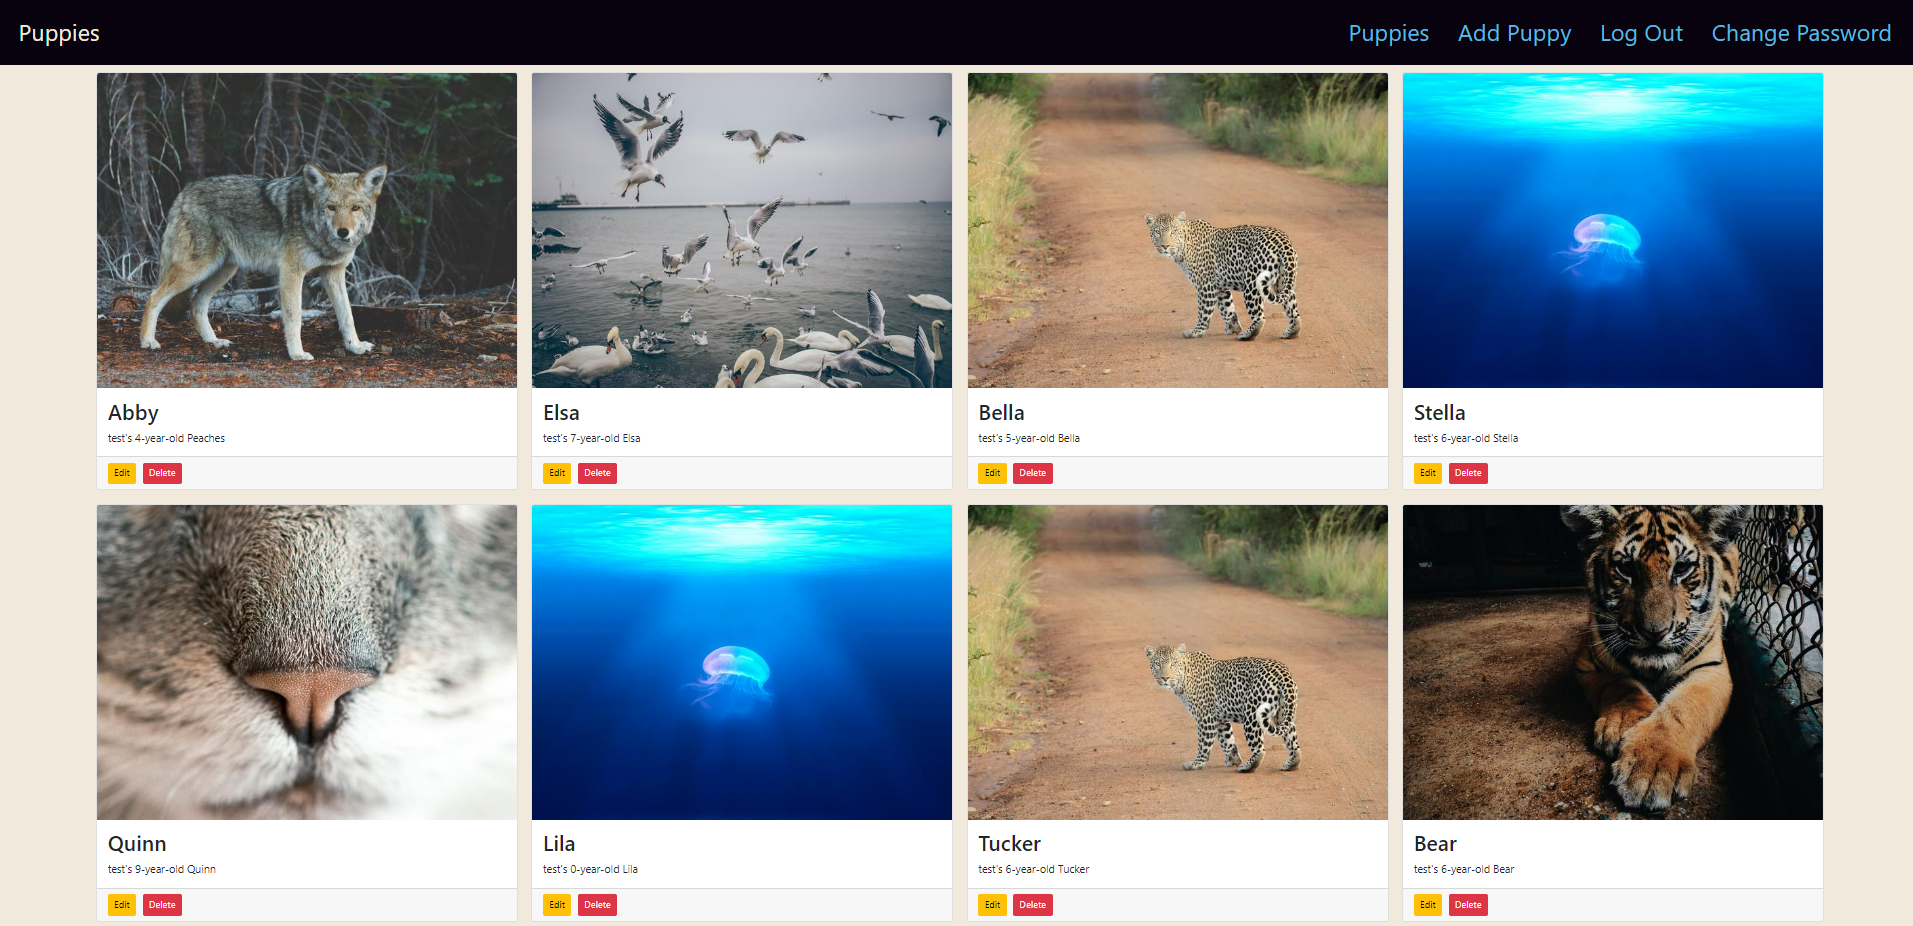 Puppies
Puppies Add Puppy Log Out Change Password
Abby
test's 4-year-old Peaches
Edit Delete
Elsa
test's 7-year-old Elsa
Edit Delete
Bella
test's 5-year-old Bella
Edit Delete
Stella
test's 6-year-old Stella
Edit Delete
Quinn
test's 9-year-old Quinn
Edit Delete
Lila
test's 0-year-old Lila
Edit Delete
Tucker
test's 6-year-old Tucker
Edit Delete
Bear
test's 6-year-old Bear
Edit Delete